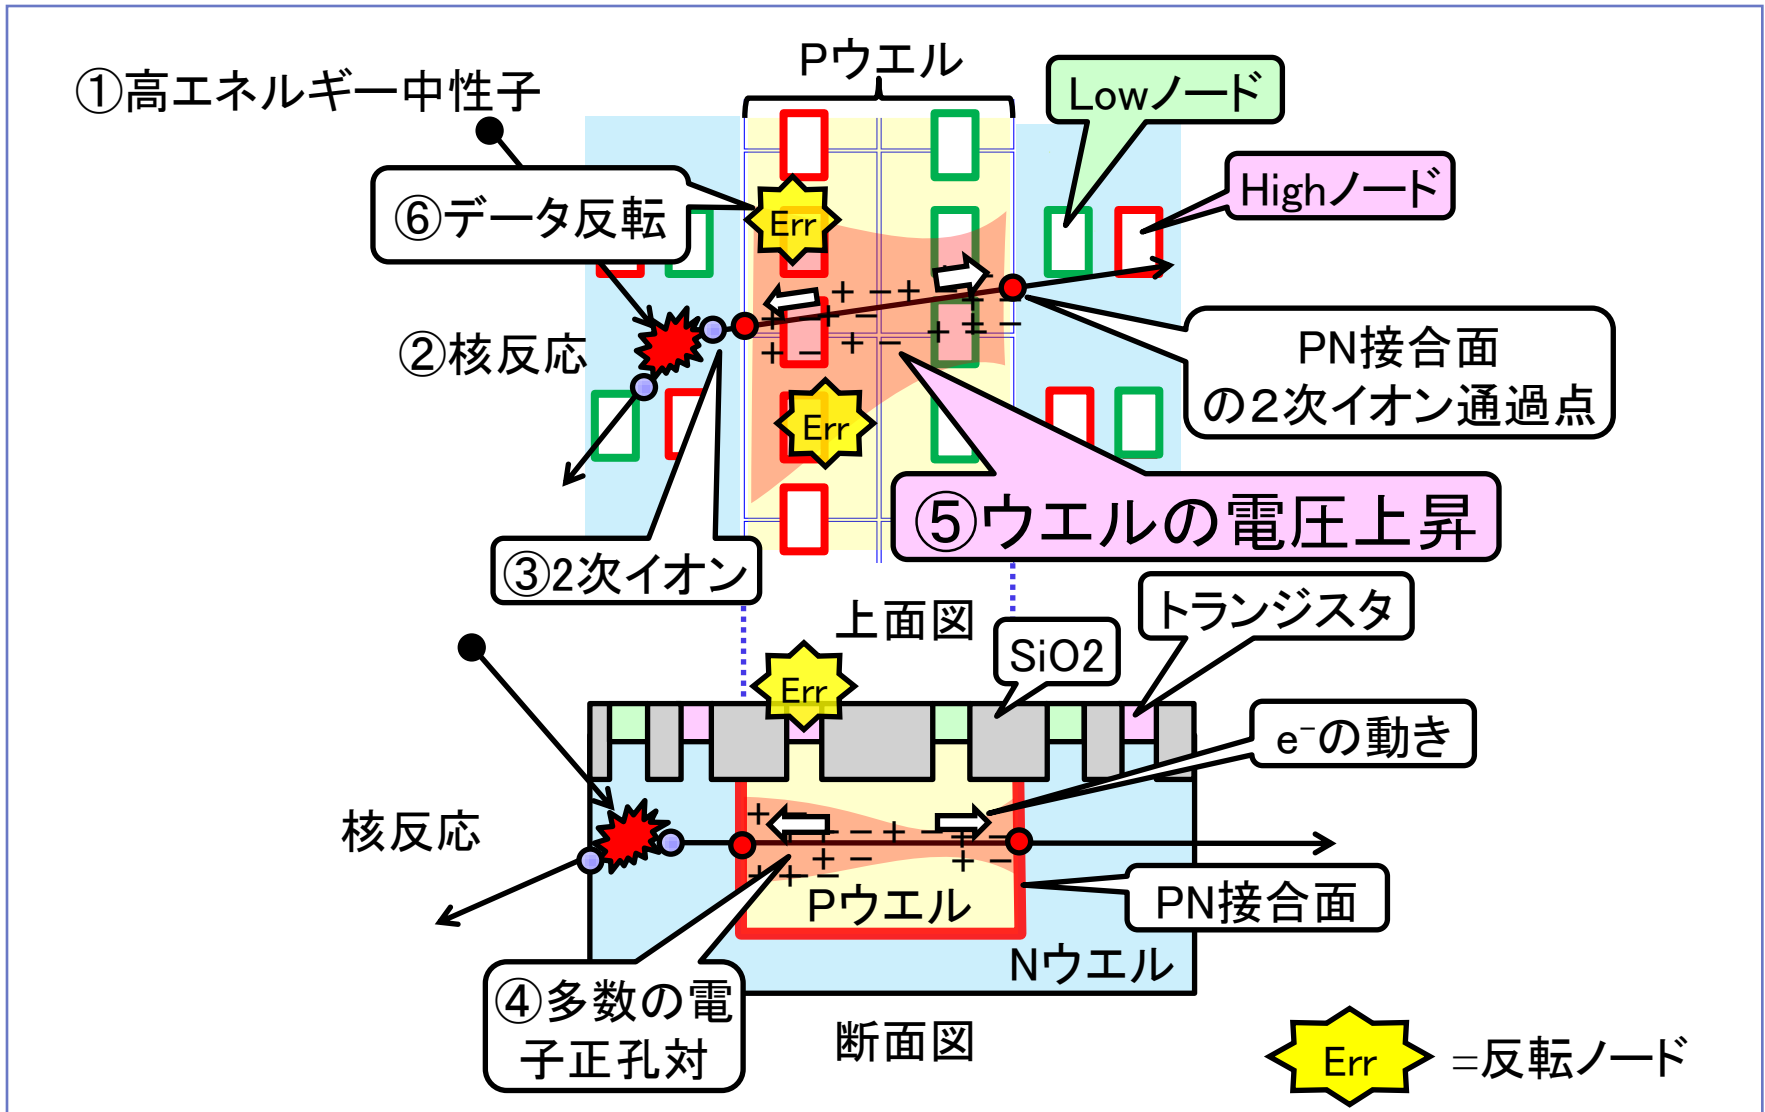 Pウエル
①高エネルギー中性子
Lowノード
Highノード
⑥データ反転
Err
②核反応
PN接合面
の2次イオン通過点
Err
⑤ウエルの電圧上昇
③2次イオン
上面図
トランジスタ
SiO2
Err
e⁻の動き
核反応
Pウエル
PN接合面
Nウエル
④多数の電
子正孔対
断面図
Err =反転ノード